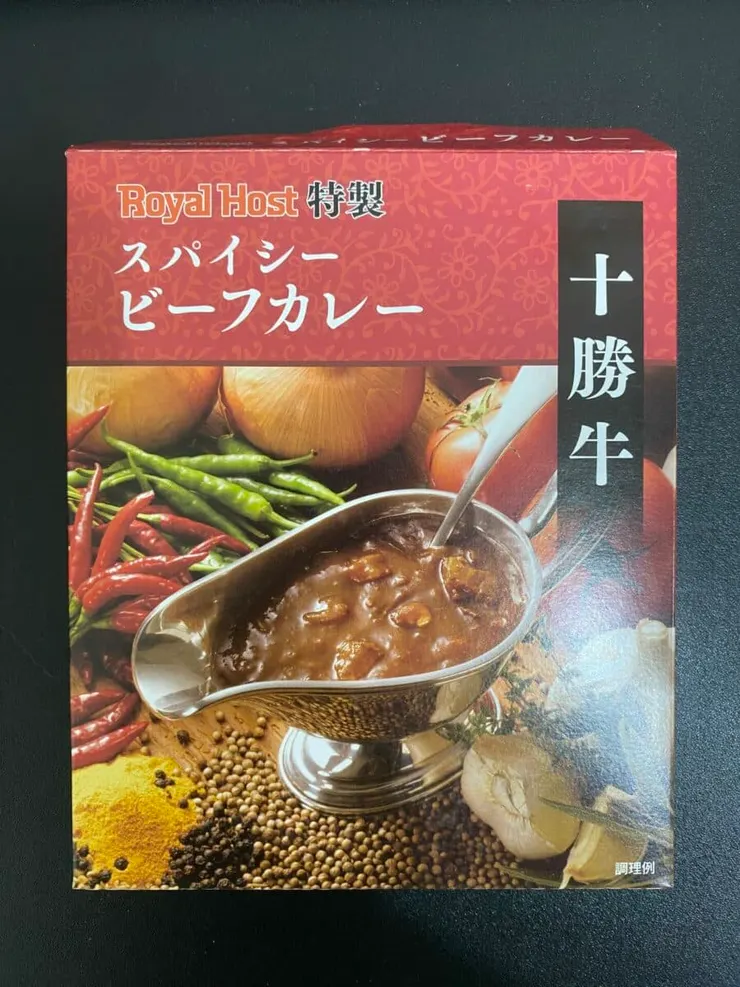 スパイシー ビーフカレー
Royal Host 特製
スパイシー
ビーフカレー
十勝牛
調理例